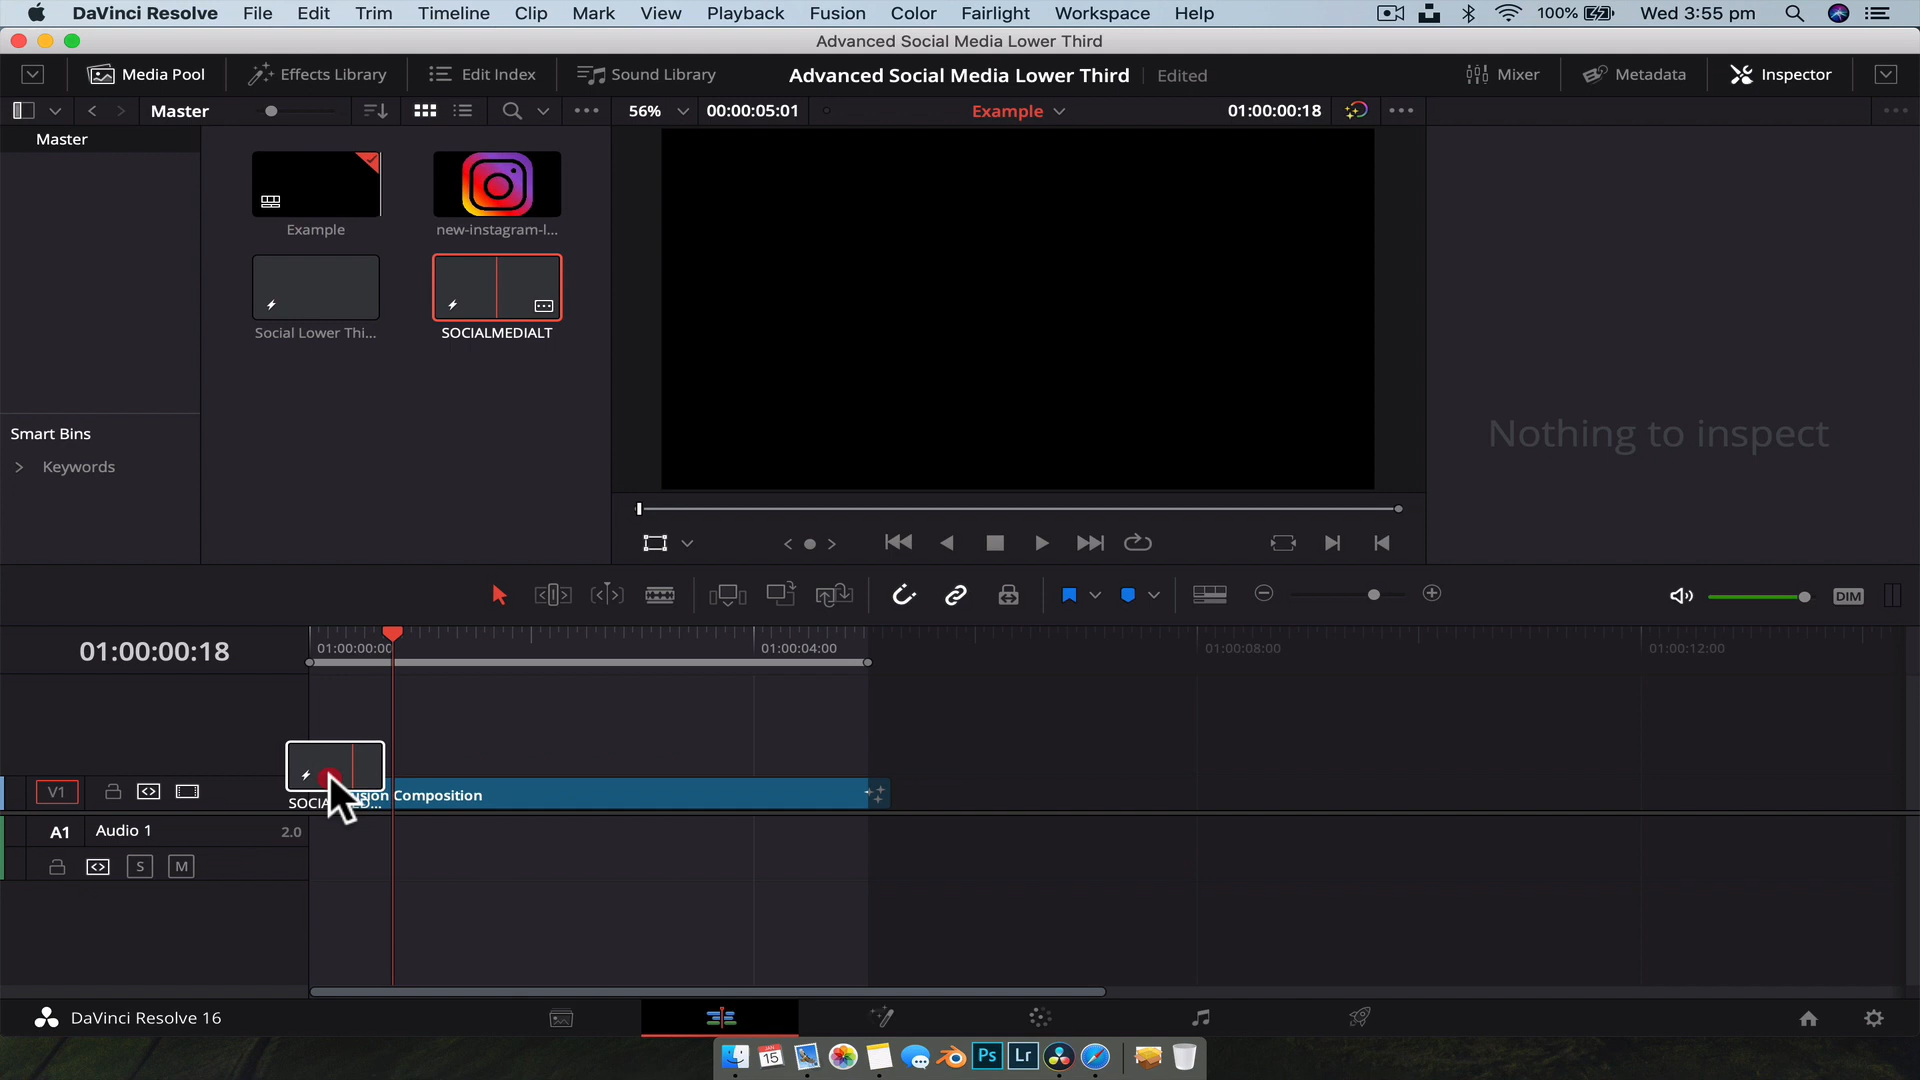 DaVinci Resolve File Edit Trim Timeline Clip Mark View Playback Fusion Color Fairlight Workspace Help 100% Wed 3:55 pm
Advanced Social Media Lower Third
Media Pool Effects Library Edit Index Sound Library Advanced Social Media Lower Third Edited Mixer Metadata Inspector
Master 56% 00:00:05:01 Example 01:00:00:18
Master
Example new-instagram-l...
Social Lower Thi... SOCIALMEDIALT
Smart Bins
Keywords
Nothing to inspect
DIM
01:00:00:18
01:00:00:00 01:00:04:00 01:00:08:00 01:00:12:00
V1 Composition
A1 Audio 1 2.0
S M
DaVinci Resolve 16
15 Ps Lr